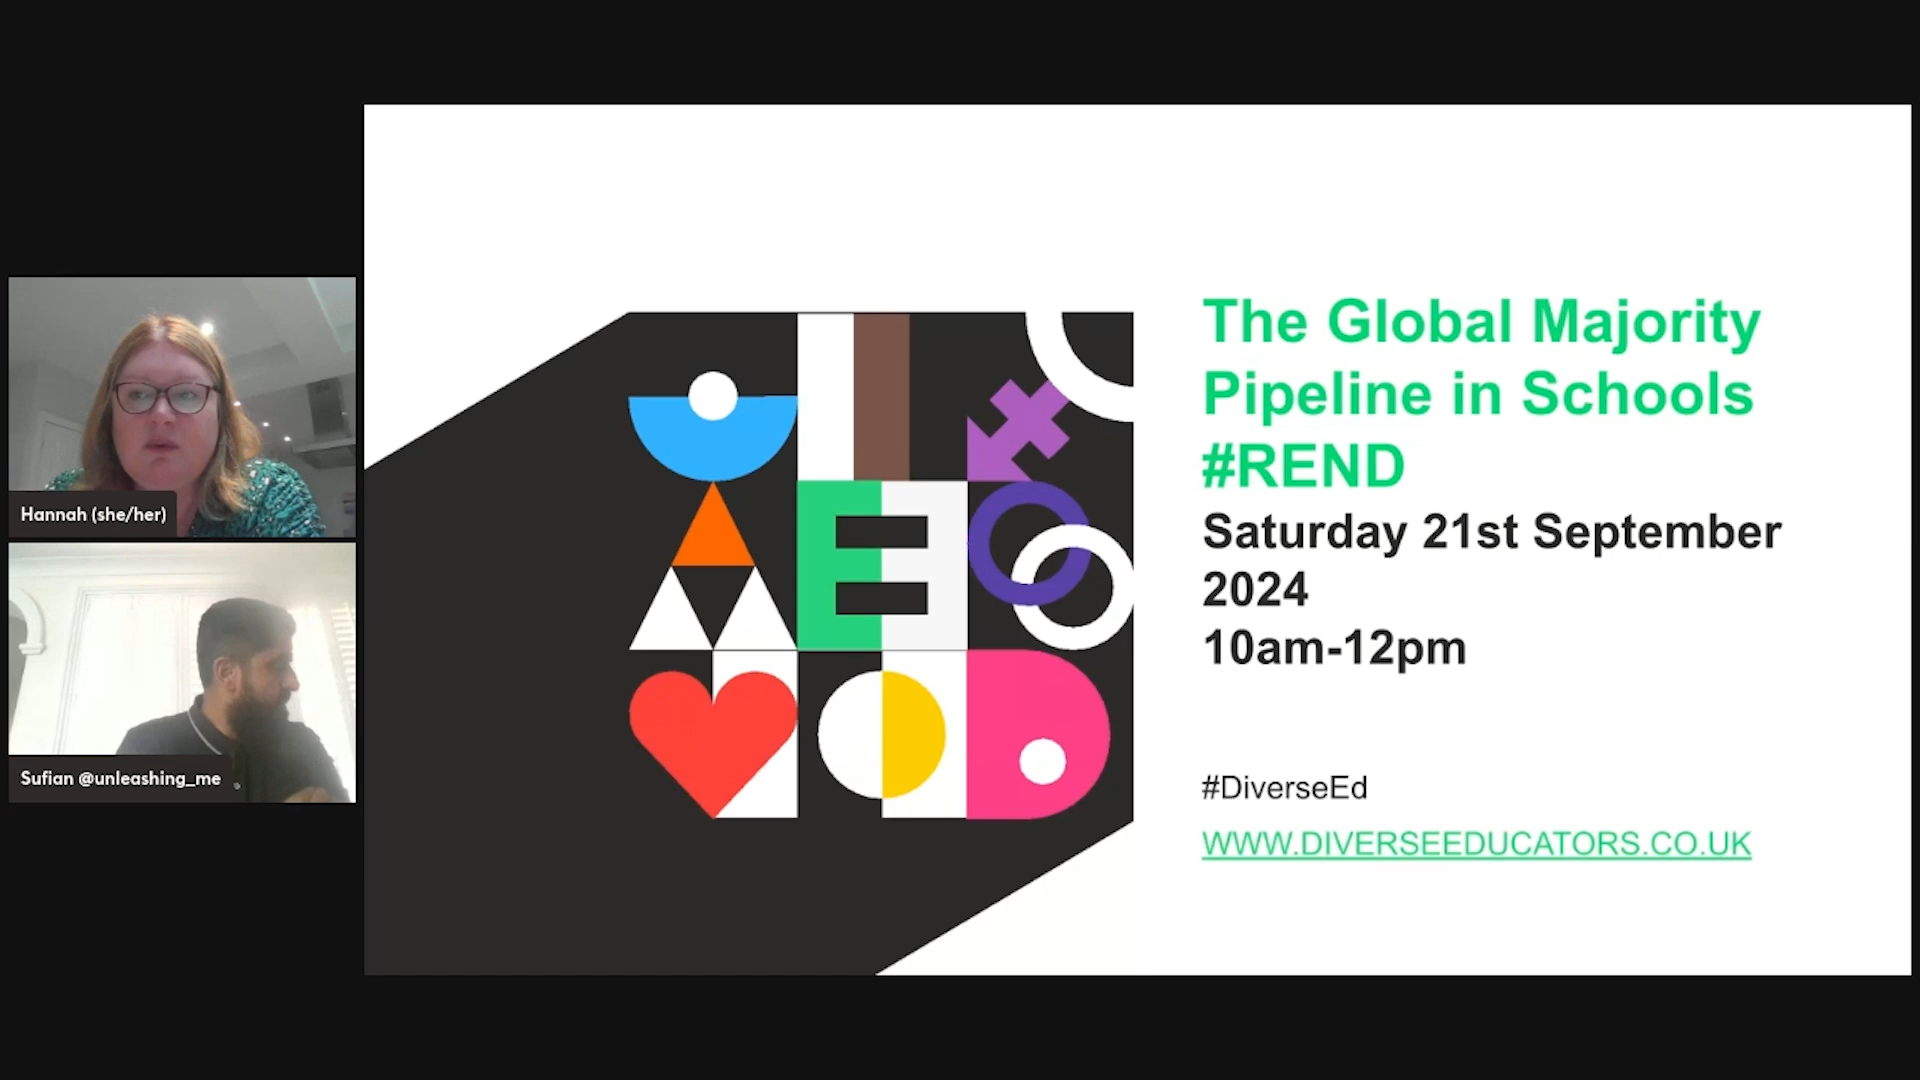 Hannah (she/her)
Sufian @unleashing_me
The Global Majority
Pipeline in Schools
#REND
Saturday 21st September
2024
10am-12pm
#DiverseEd
WWW.DIVERSEEDUCATORS.CO.UK